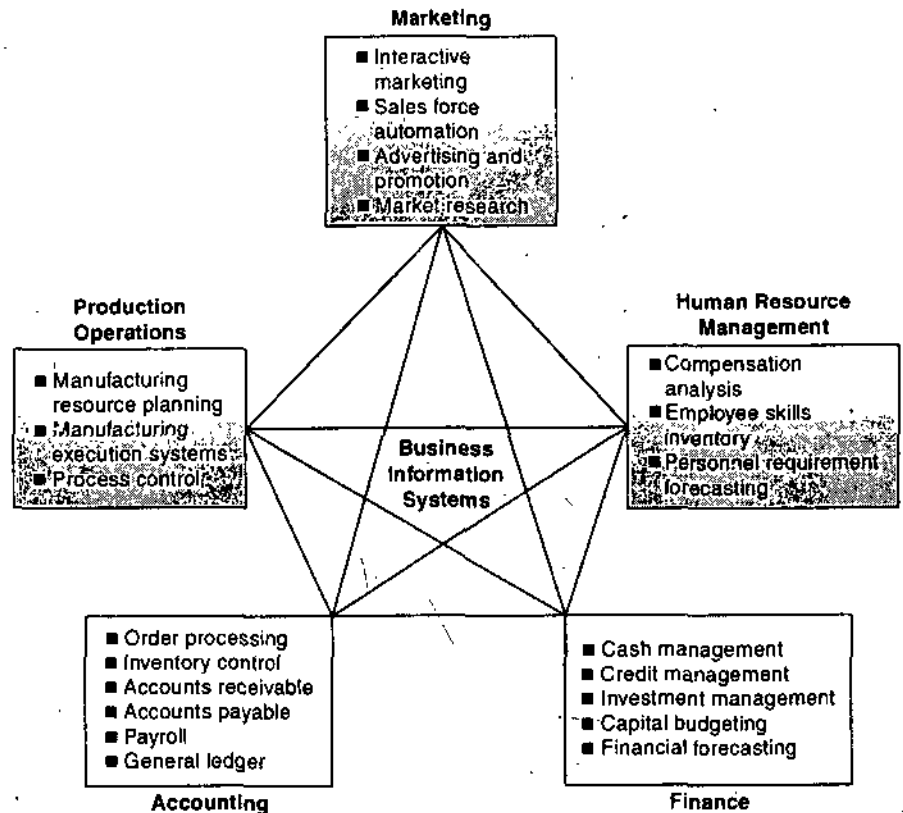 Marketing
■ Interactive
marketing
■ Sales force
automation
■ Advertising and
promotion
■ Market research
Production
Operations
■ Manufacturing
resource planning
■ Manufacturing
execution systems
■ Process control
Human Resource
Management
■ Compensation
analysis
■ Employee skills
inventory
■ Personnel requirement
forecasting
Business
Information
Systems
■ Order processing
■ Inventory control
■ Accounts receivable
■ Accounts payable
■ Payroll
■ General ledger
Accounting
■ Cash management
■ Credit management
■ Investment management
■ Capital budgeting
■ Financial forecasting
Finance